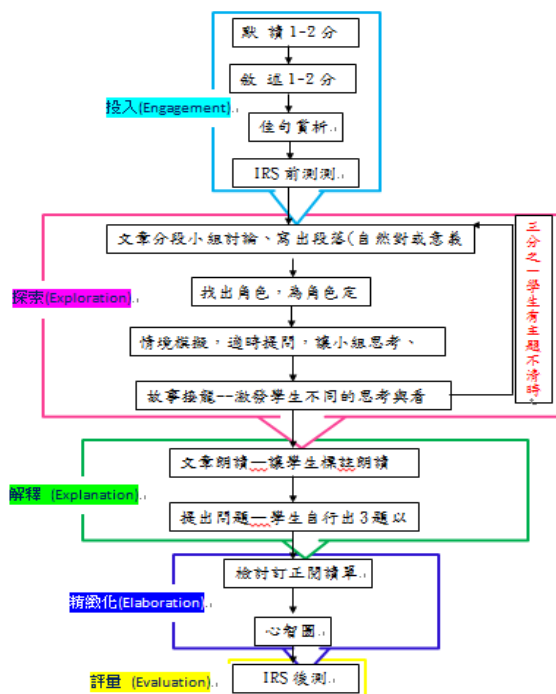 默 讀1-2分
敘 述1-2分
投入(Engagement)
佳句賞析
IRS 前測測
文章分段小組討論、寫出段落(自然對或意義
三分之一學生有主題不清時
找出角色，為角色定
探索(Exploration)
情境模擬，適時提問，讓小組思考、
故事接龍--激發學生不同的思考與看
文章朗讀—讓學生標註朗讀
解釋 (Explanation)
提出問題—學生自行出3題以
檢討訂正閱讀單
精緻化(Elaboration)
心智圖
IRS 後測
評量 (Evaluation)